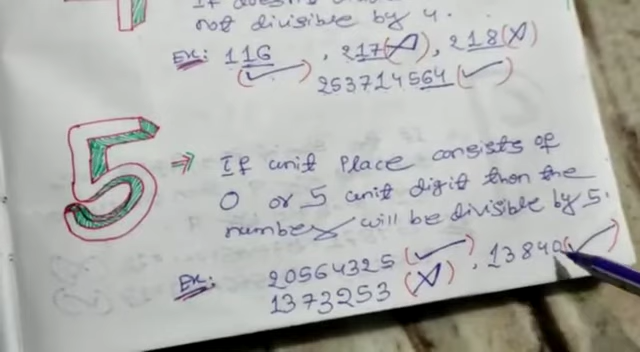 not divisible by 4.
Ex: 116 (✓), 217(X), 218(X)
253714564 (✓)
5 ⇒ If unit place consists of
0 or 5 unit digit then the
number will be divisible by 5.
Ex: 20564325 (✓), 13840(✓)
1373253 (X)